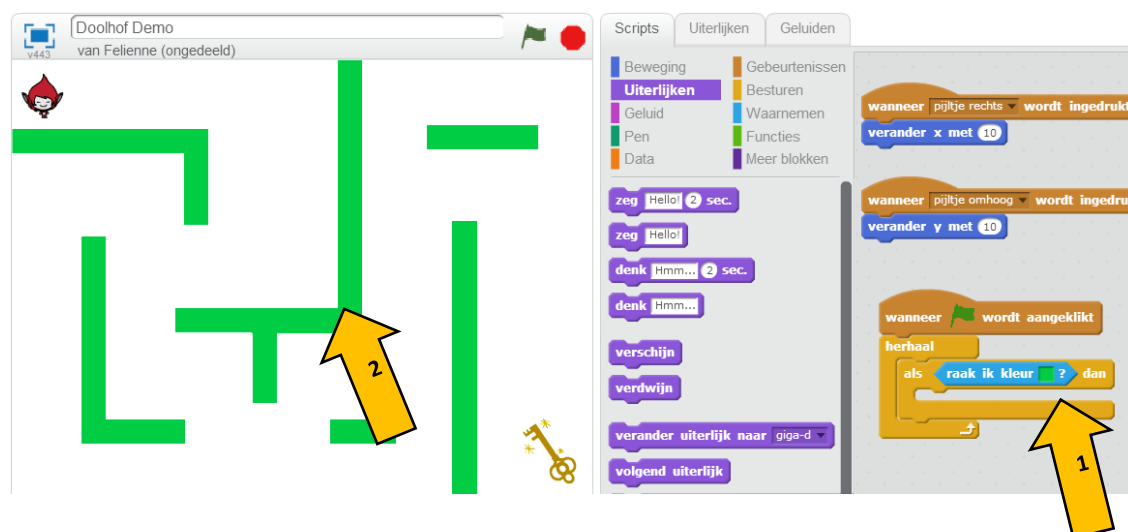 Doolhof Demo
van Felienne (ongedeeld)
v443
2
Scripts Uiterlijken Geluiden
Beweging Gebeurtenissen
Uiterlijken Besturen
Geluid Waarnemen
Pen Functies
Data Meer blokken
zeg Hello! 2 sec.
zeg Hello!
denk Hmm... 2 sec.
denk Hmm...
verschijn
verdwijn
verander uiterlijk naar giga-d
volgend uiterlijk
wanneer pijltje rechts wordt ingedrukt
verander x met 10
wanneer pijltje omhoog wordt ingedru
verander y met 10
wanneer wordt aangeklikt
herhaal
als raak ik kleur ? dan
1